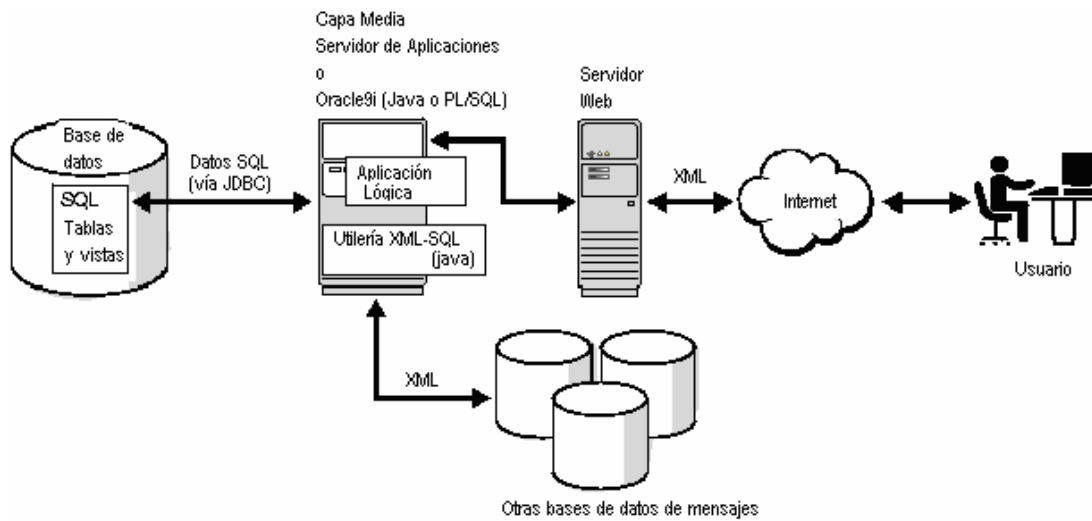 Capa Media
Servidor de Aplicaciones
o
Oracle9i (Java o PL/SQL)
Servidor
Web
Base de
datos
SQL
Tablas
y vistas
Datos SQL
(vía JDBC)
Aplicación
Lógica
Utilería XML-SQL
(java)
XML
Internet
Usuario
XML
Otras bases de datos de mensajes